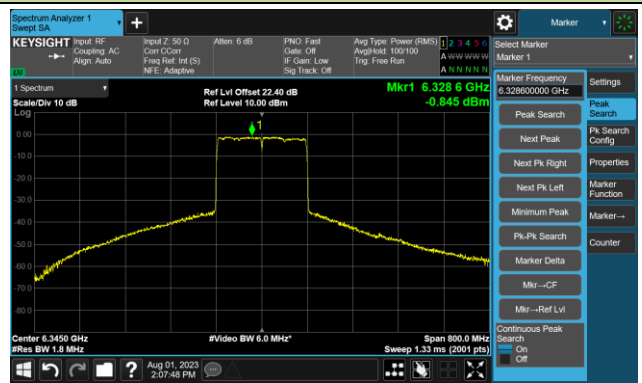 Spectrum Analyzer 1
Swept SA
Marker
KEYSIGHT
Input: RF
Coupling: AC
Align: Auto
Input Z: 50 Ω
Corr CCorr
Freq Ref: Int (S)
NFE: Adaptive
Atten: 6 dB
PNO: Fast
Gate: Off
IF Gain: Low
Sig Track: Off
Avg Type: Power (RMS)
Avg|Hold: 100/100
Trig: Free Run
1 2 3 4 5 6
A W W W W W
A N N N N N
LXI
Select Marker
Marker 1
1 Spectrum
Scale/Div 10 dB
Log
Ref Lvl Offset 22.40 dB
Ref Level 10.00 dBm
Mkr1 6.328 6 GHz
-0.845 dBm
1
0.00
-10.0
-20.0
-30.0
-40.0
-50.0
-60.0
-70.0
-80.0
Center 6.3450 GHz
#Res BW 1.8 MHz
#Video BW 6.0 MHz*
Span 800.0 MHz
Sweep 1.33 ms (2001 pts)
Marker Frequency
6.328600000 GHz
Peak Search
Next Peak
Next Pk Right
Next Pk Left
Minimum Peak
Pk-Pk Search
Marker Delta
Mkr→CF
Mkr→Ref Lvl
Continuous Peak
Search
On
Off
Settings
Peak
Search
Pk Search
Config
Properties
Marker
Function
Marker→
Counter
Aug 01, 2023
2:07:48 PM